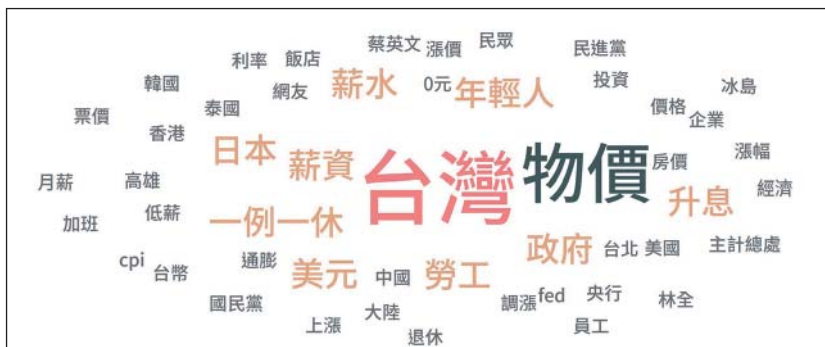 蔡英文 漲價 民眾
利率 飯店 民進黨
韓國 網友 薪水 0元 年輕人 投資 冰島
票價 泰國 價格 企業
香港 日本 薪資 台灣 物價 房價 漲幅
月薪 高雄 升息 經濟
加班 低薪 一例一休 政府 台北 美國 主計總處
cpi 台幣 通膨 美元 中國 勞工
國民黨 大陸 調漲 fed 央行 林全
上漲 退休 員工